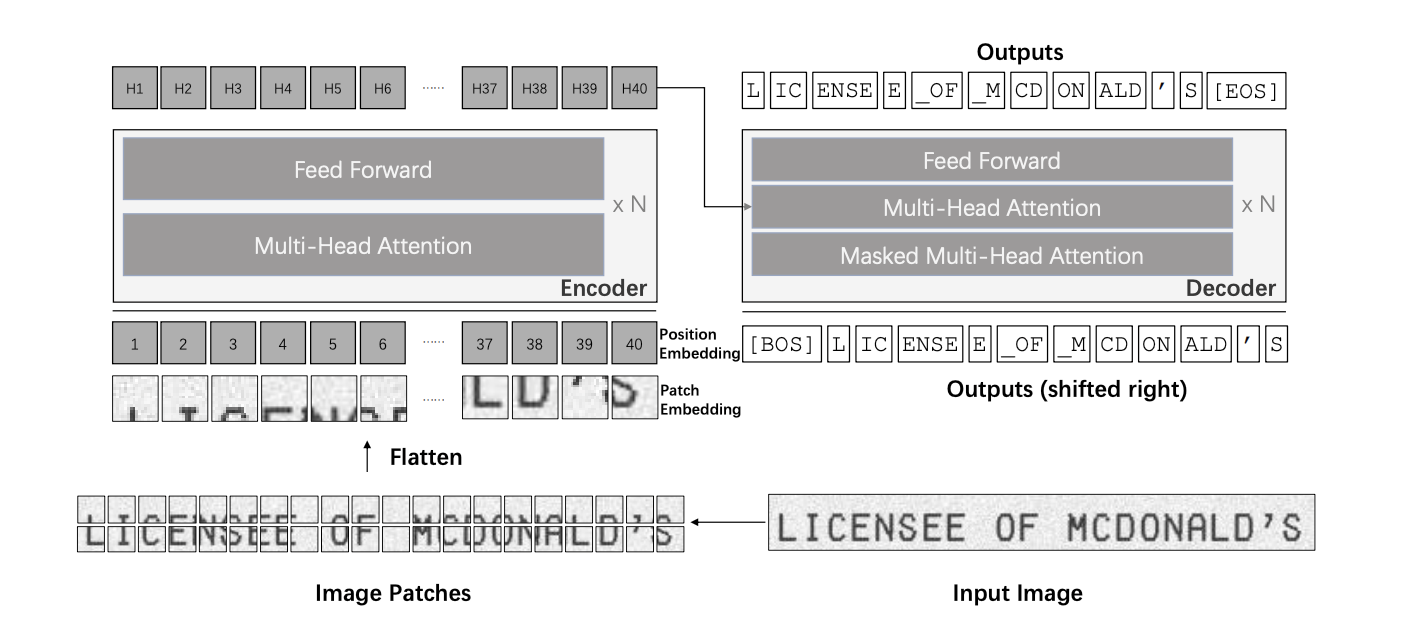 Outputs
H1 H2 H3 H4 H5 H6 ...... H37 H38 H39 H40
L IC ENSE E _OF _M CD ON ALD ' S [EOS]
Feed Forward
Multi-Head Attention
x N
Encoder
Feed Forward
Multi-Head Attention
Masked Multi-Head Attention
x N
Decoder
1 2 3 4 5 6 ...... 37 38 39 40
Position
Embedding
[BOS] L IC ENSE E _OF _M CD ON ALD ' S
Outputs (shifted right)
...... LD'S
Patch
Embedding
Flatten
LICENSEE OF MCDONALD'S
LICENSEE OF MCDONALD'S
Image Patches
Input Image